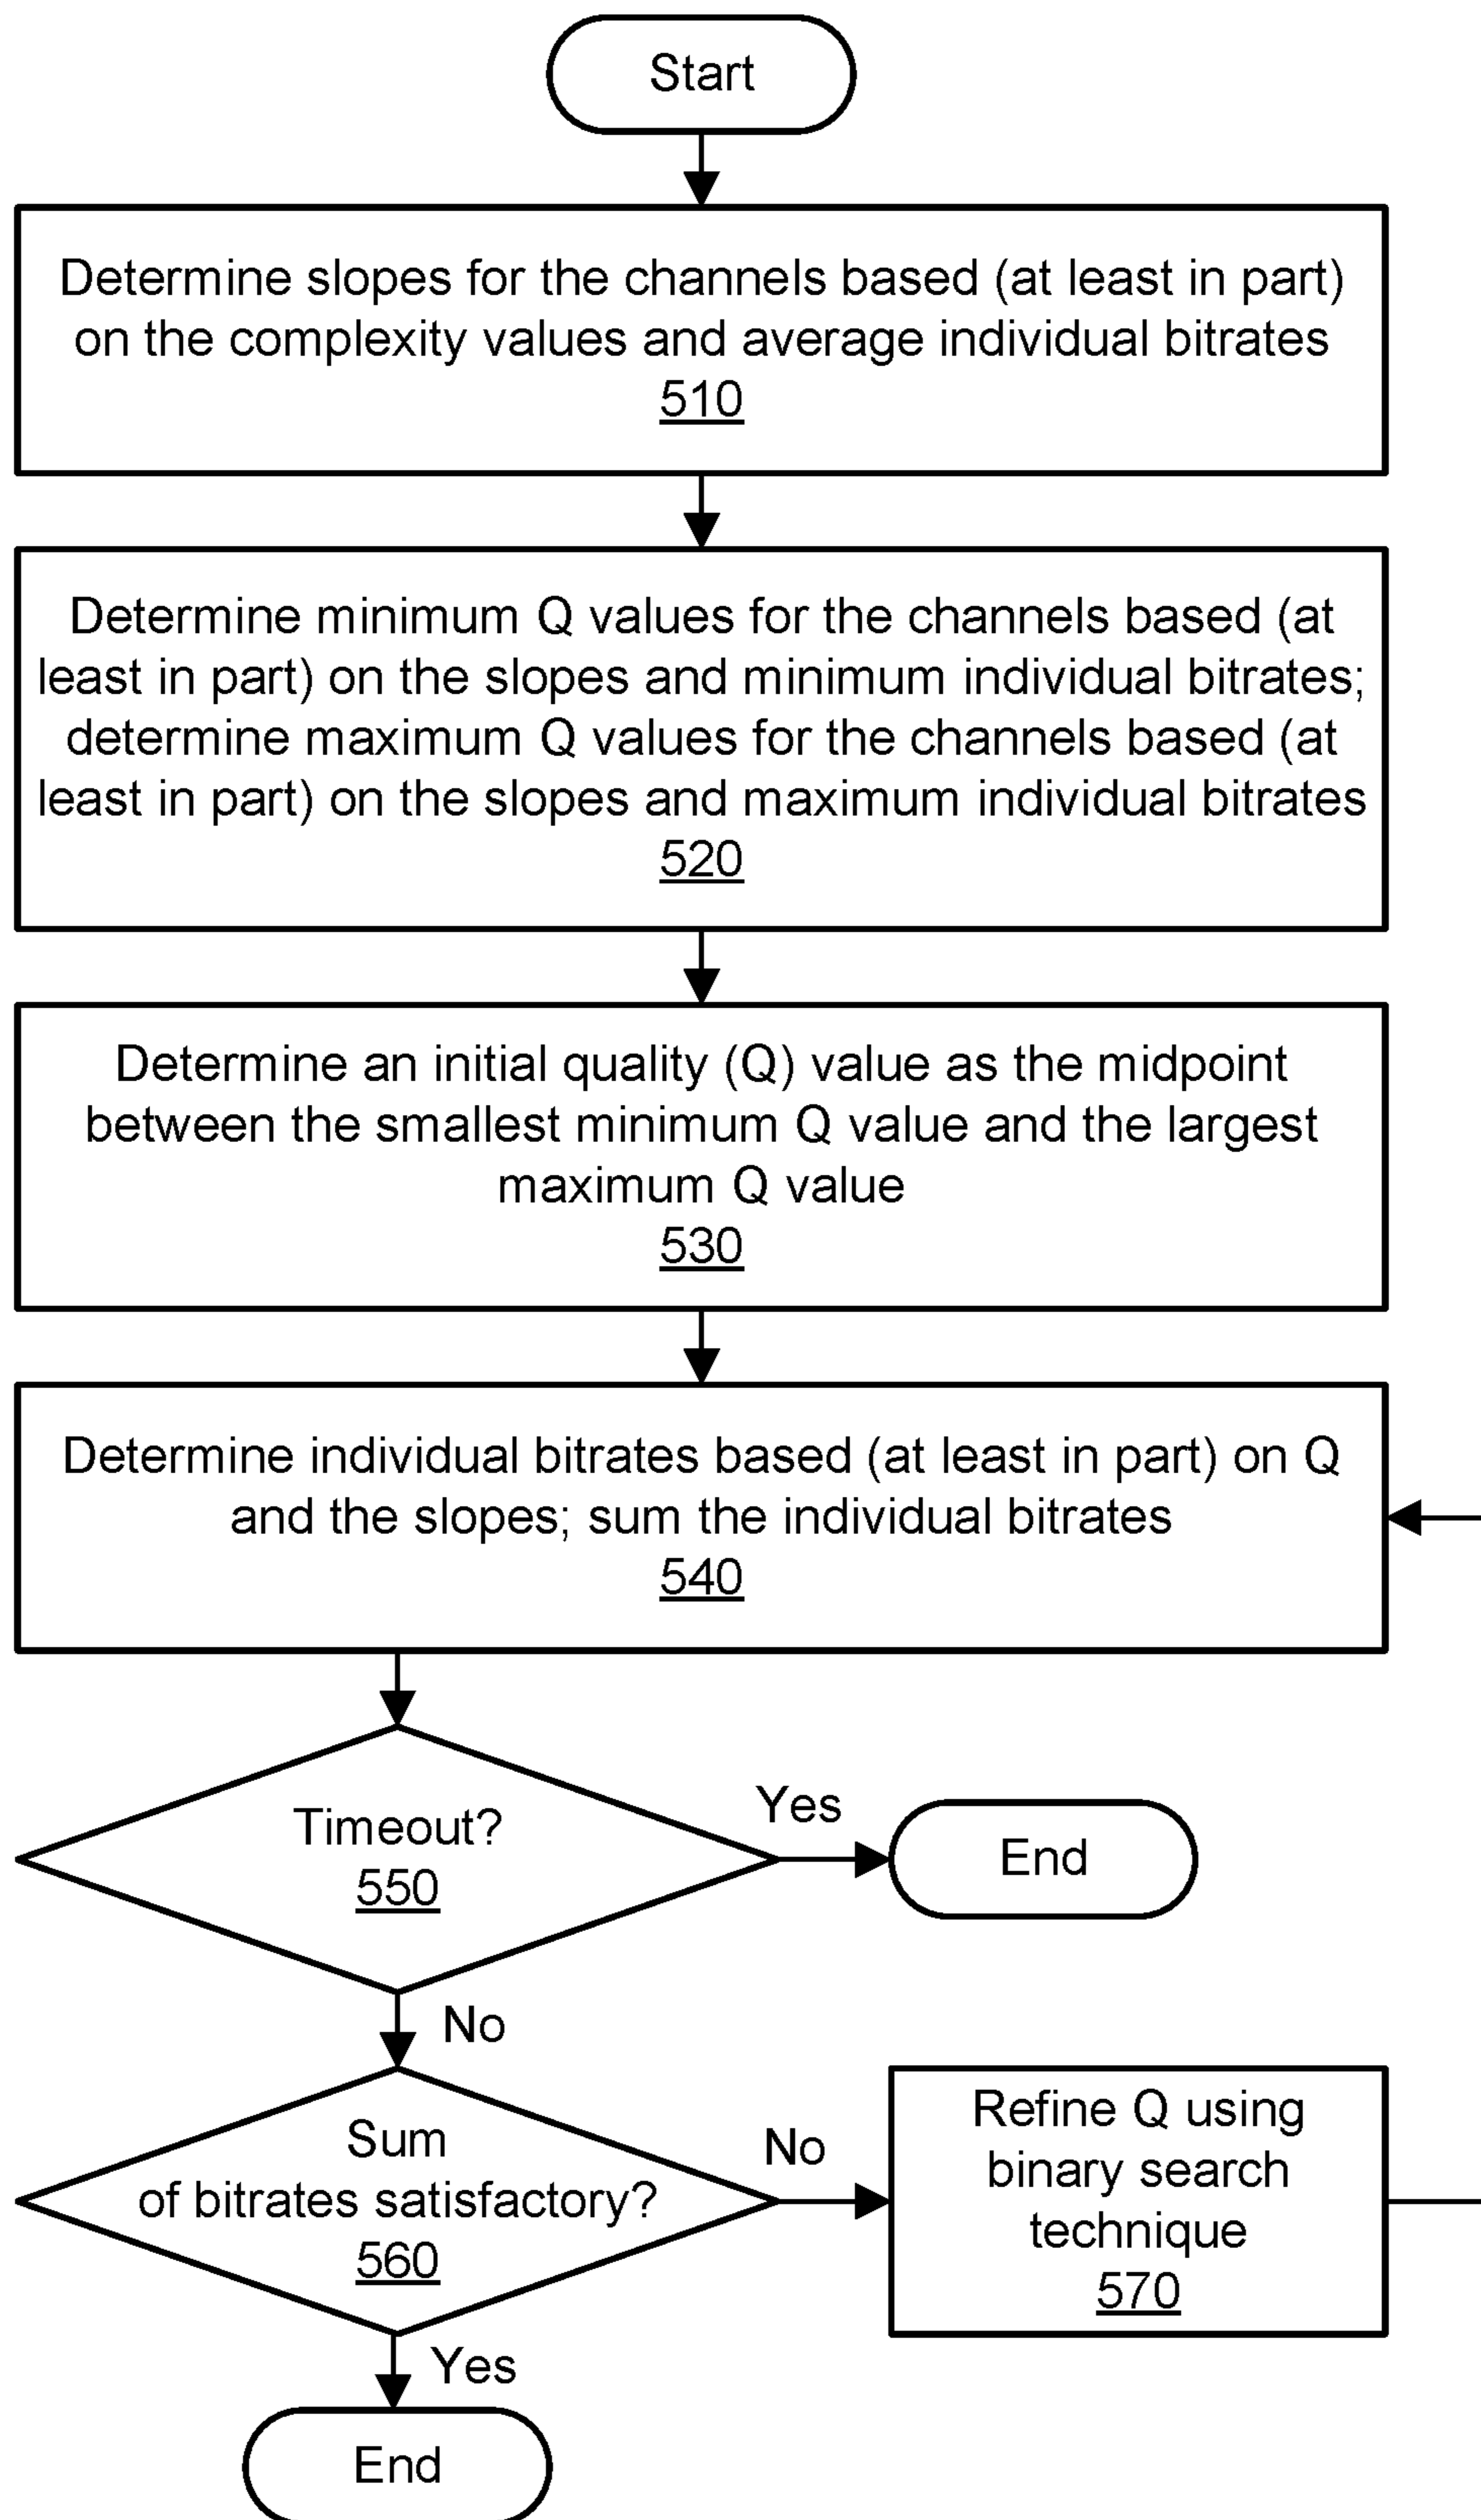 Start
Determine slopes for the channels based (at least in part)
on the complexity values and average individual bitrates
510
Determine minimum Q values for the channels based (at
least in part) on the slopes and minimum individual bitrates;
determine maximum Q values for the channels based (at
least in part) on the slopes and maximum individual bitrates
520
Determine an initial quality (Q) value as the midpoint
between the smallest minimum Q value and the largest
maximum Q value
530
Determine individual bitrates based (at least in part) on Q
and the slopes; sum the individual bitrates
540
Timeout?
550
Yes
End
No
Sum
of bitrates satisfactory?
560
No
Refine Q using
binary search
technique
570
Yes
End